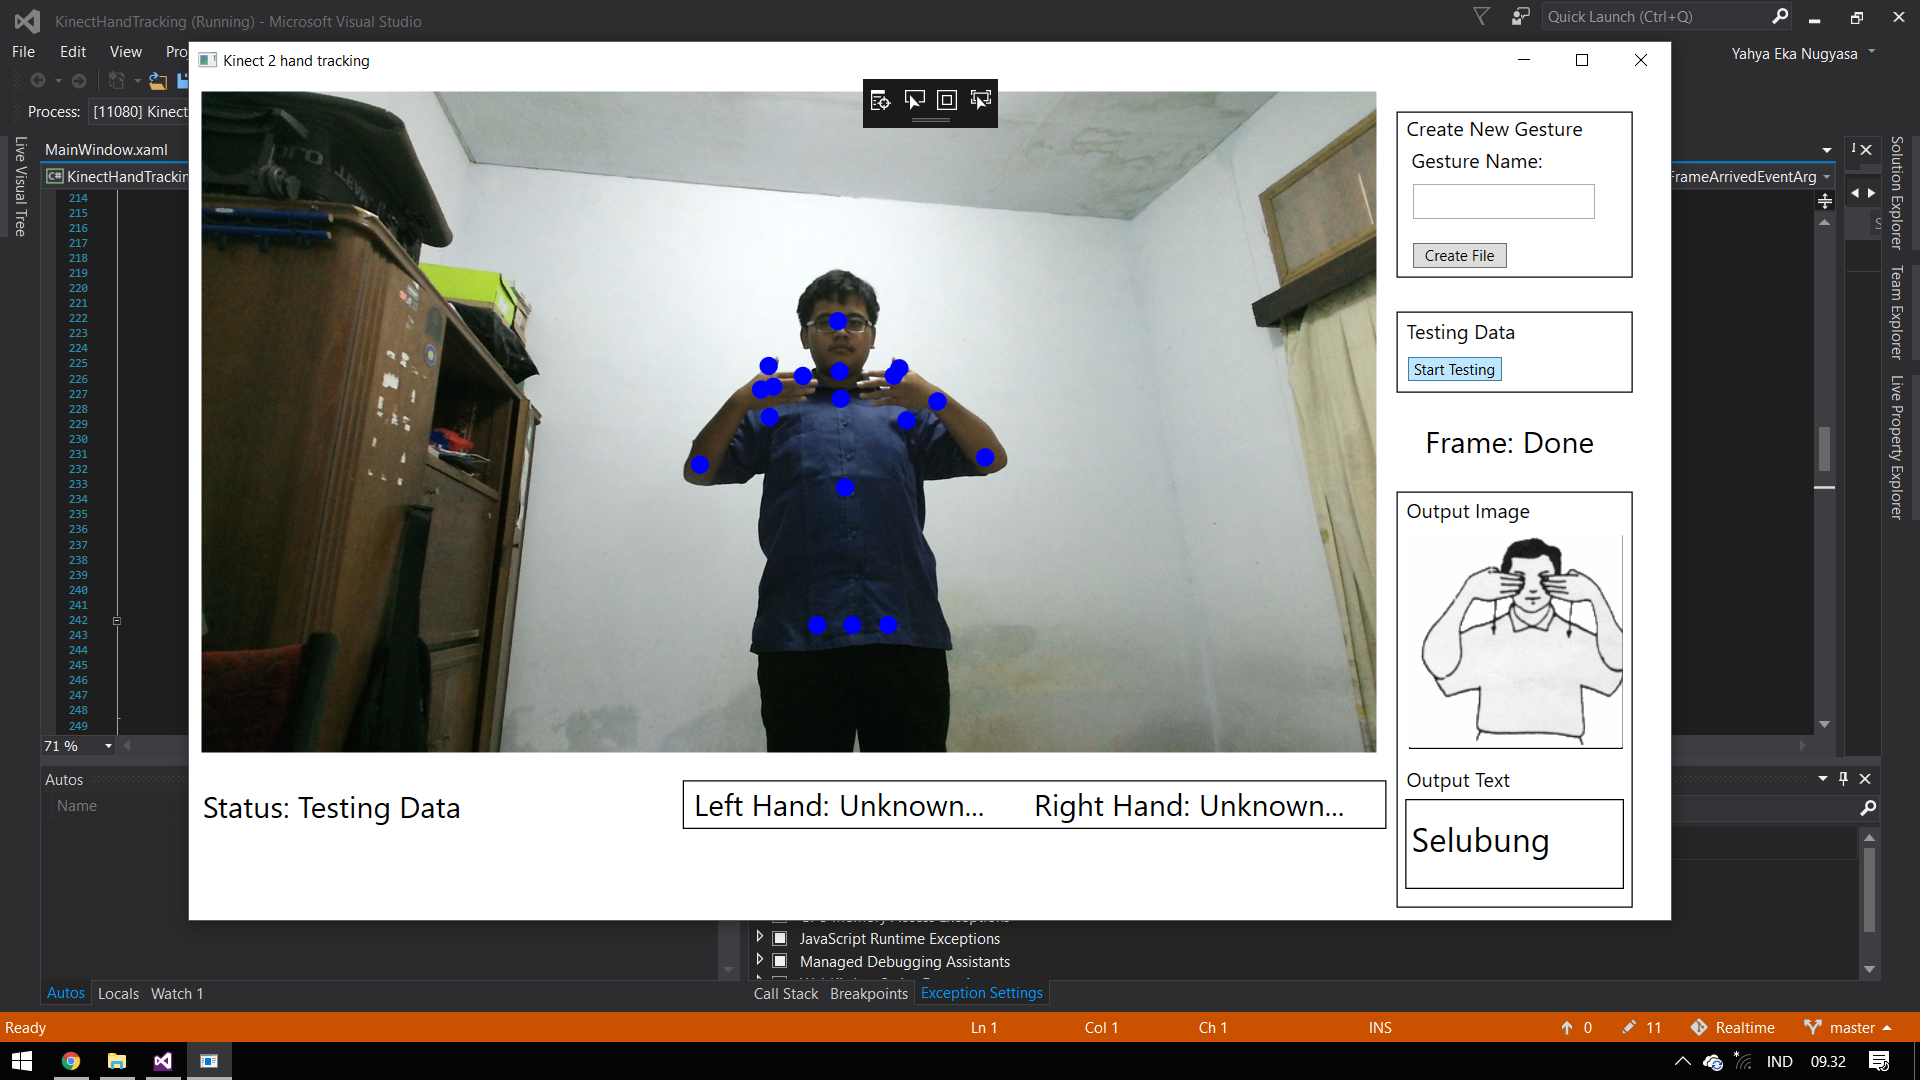 KinectHandTracking (Running) - Microsoft Visual Studio
Quick Launch (Ctrl+Q)
File Edit View
Yahya Eka Nugyasa
Kinect 2 hand tracking
Process: [11080] Kinect
Live Visual Tree
MainWindow.xaml
FrameArrivedEventArg
214
215
216
217
218
219
220
221
222
223
224
225
226
227
228
229
230
231
232
233
234
235
236
237
238
239
240
241
242
243
244
245
246
247
248
249
71 %
Create New Gesture
Gesture Name:
Create File
Testing Data
Start Testing
Frame: Done
Output Image
Output Text
Selubung
Status: Testing Data
Left Hand: Unknown...
Right Hand: Unknown...
Solution Explorer
Team Explorer
Live Property Explorer
Autos
Name
JavaScript Runtime Exceptions
Managed Debugging Assistants
Autos Locals Watch 1
Call Stack Breakpoints Exception Settings
Ready
Ln 1 Col 1 Ch 1 INS
0 11 Realtime master
IND 09.32